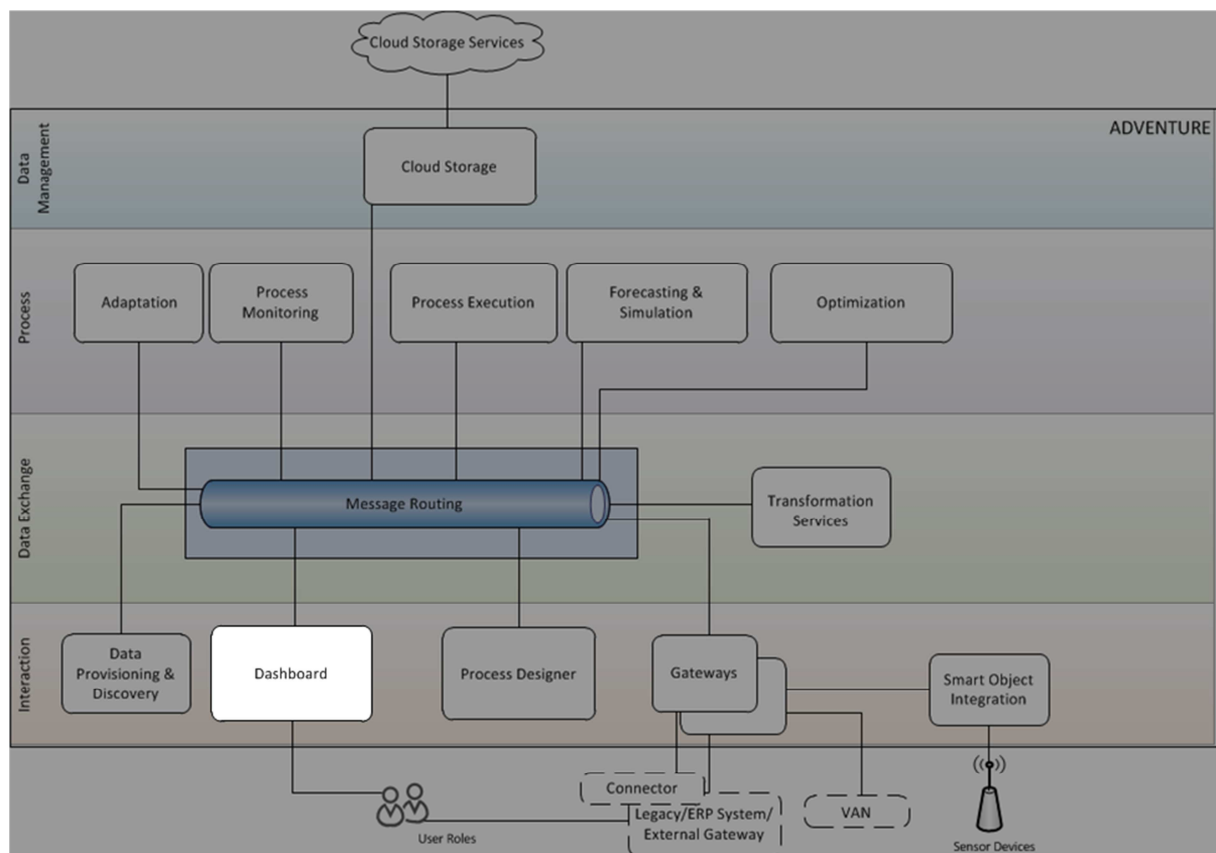 Cloud Storage Services
ADVENTURE
Data
Management
Cloud Storage
Process
Adaptation
Process
Monitoring
Process Execution
Forecasting &
Simulation
Optimization
Data Exchange
Message Routing
Transformation
Services
Interaction
Data
Provisioning &
Discovery
Dashboard
Process Designer
Gateways
Smart Object
Integration
User Roles
Connector
Legacy/ERP System/
External Gateway
VAN
Sensor Devices